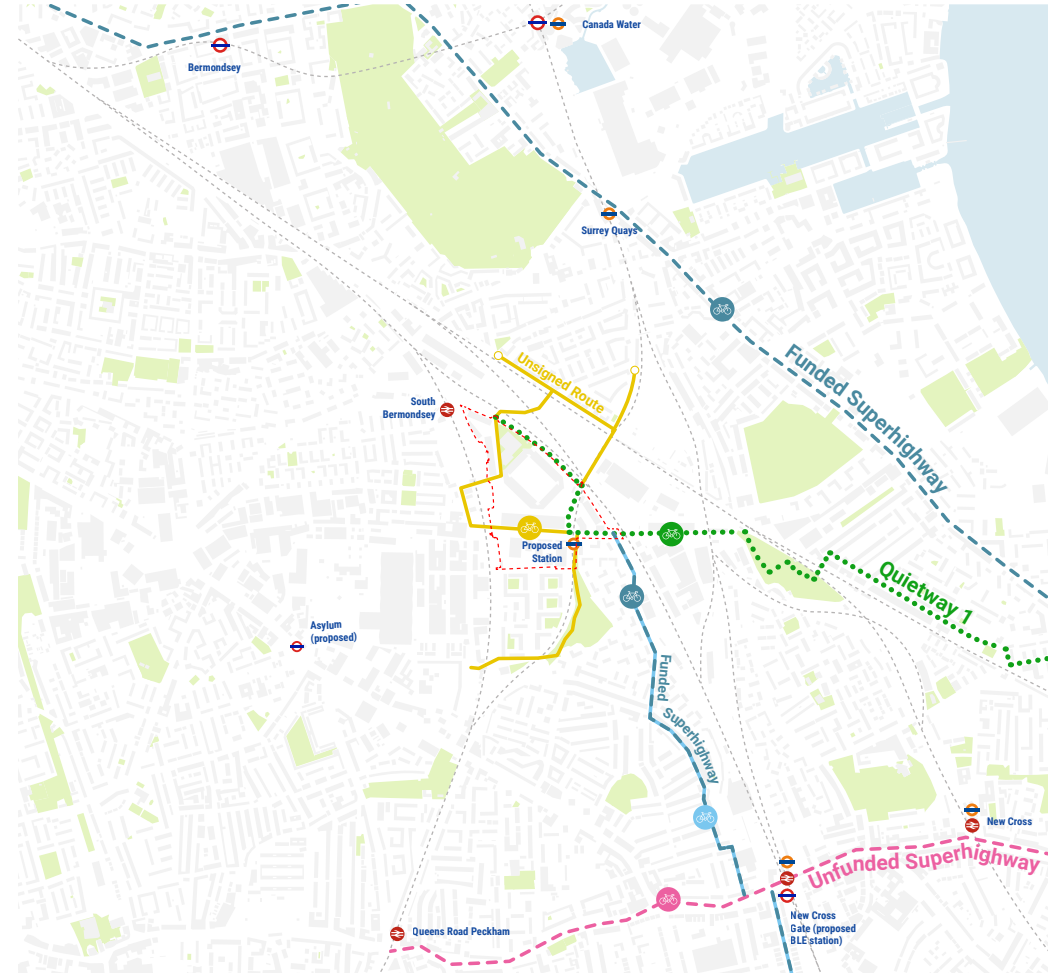 Canada Water
Bermondsey
Surrey Quays
Funded Superhighway
Unsigned Route
South
Bermondsey
Proposed
Station
Quietway 1
Asylum
(proposed)
Funded Superhighway
New Cross
Unfunded Superhighway
New Cross
Gate (proposed
BLE station)
Queens Road Peckham